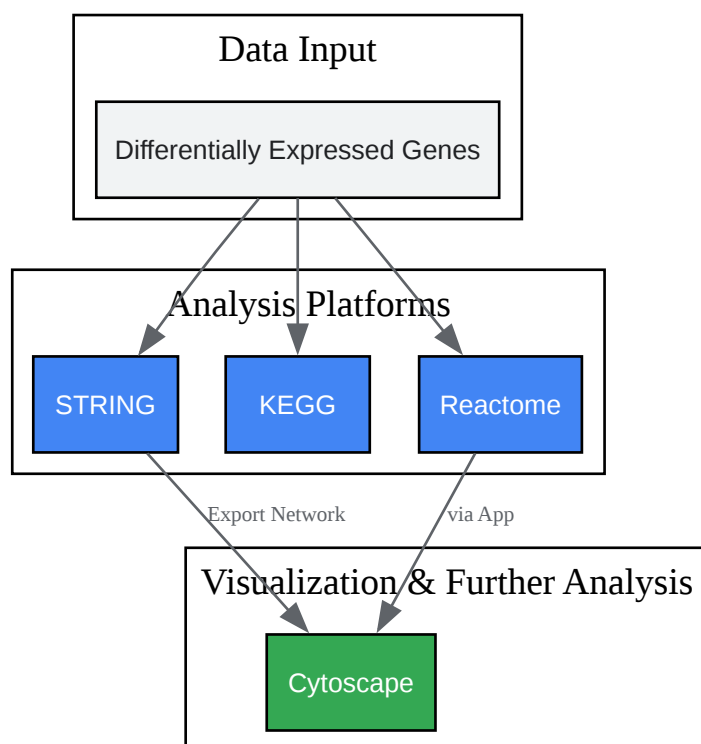 Data Input
Differentially Expressed Genes
Analysis Platforms
STRING
KEGG
Reactome
Export Network
via App
Visualization & Further Analysis
Cytoscape